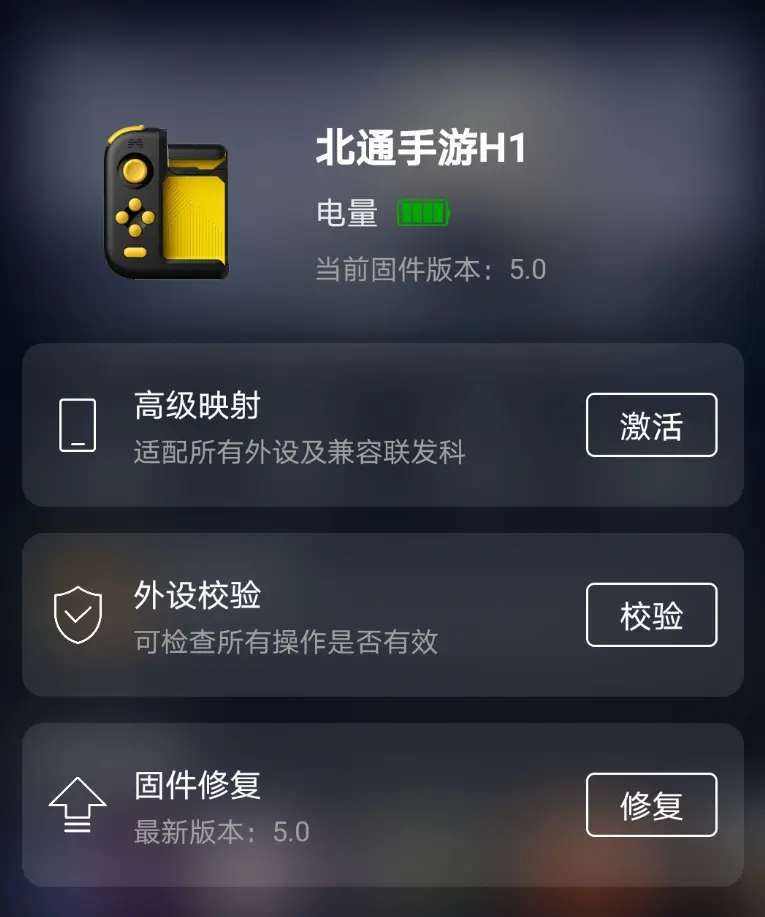 北通手游H1
电量
当前固件版本：5.0
高级映射
适配所有外设及兼容联发科
激活
外设校验
可检查所有操作是否有效
校验
固件修复
最新版本：5.0
修复